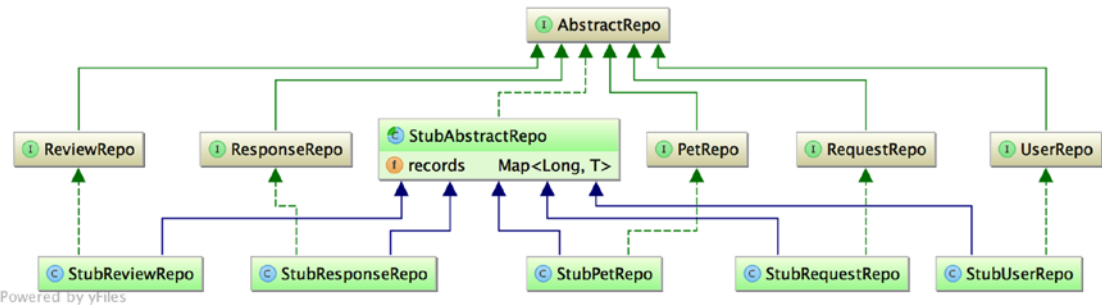 I AbstractRepo
I ReviewRepo
I ResponseRepo
C StubAbstractRepo
f records Map<Long, T>
I PetRepo
I RequestRepo
I UserRepo
C StubReviewRepo
C StubResponseRepo
C StubPetRepo
C StubRequestRepo
C StubUserRepo
Powered by yFiles